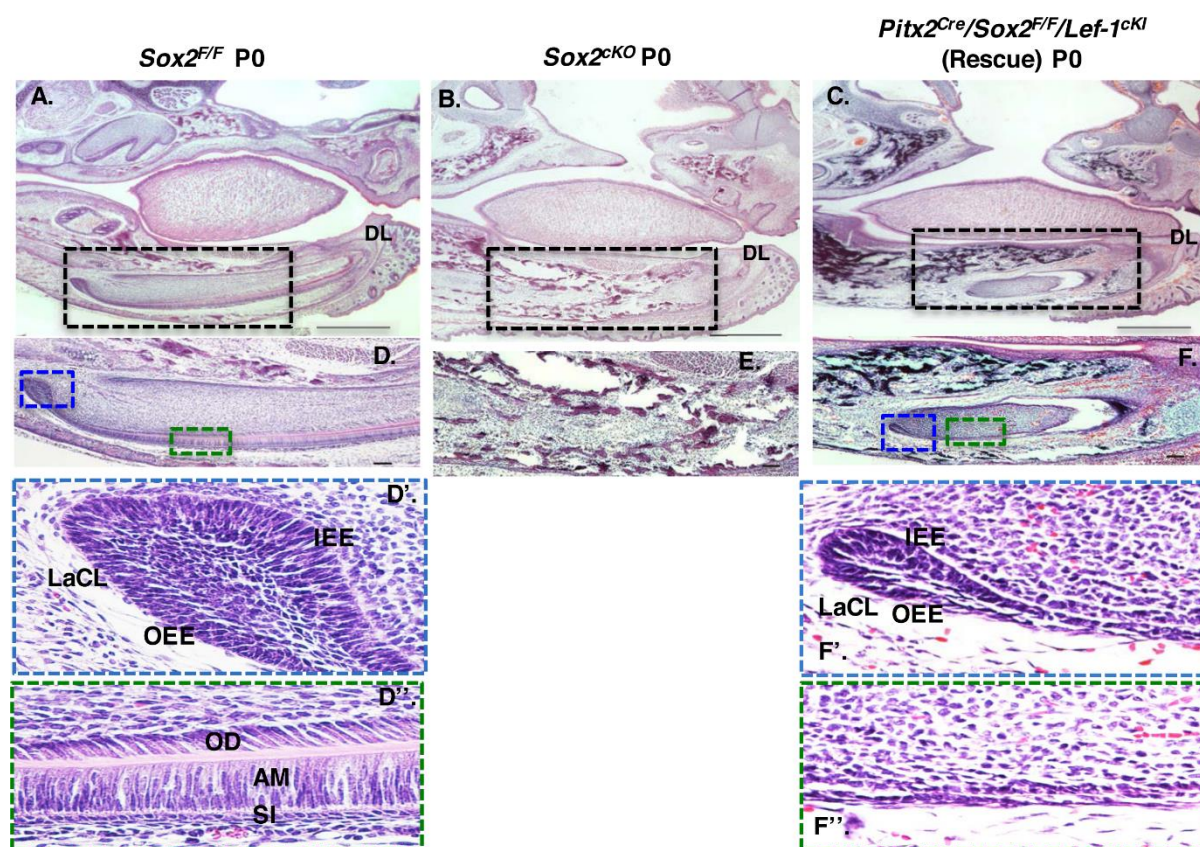 Sox2F/F P0
Sox2cKO P0
Pitx2Cre/Sox2F/F/Lef-1cKI
(Rescue) P0
A.
B.
C.
DL
DL
DL
D.
E.
F.
D'.
IEE
LaCL
OEE
IEE
LaCL
OEE
F'.
D''.
OD
AM
SI
F''.